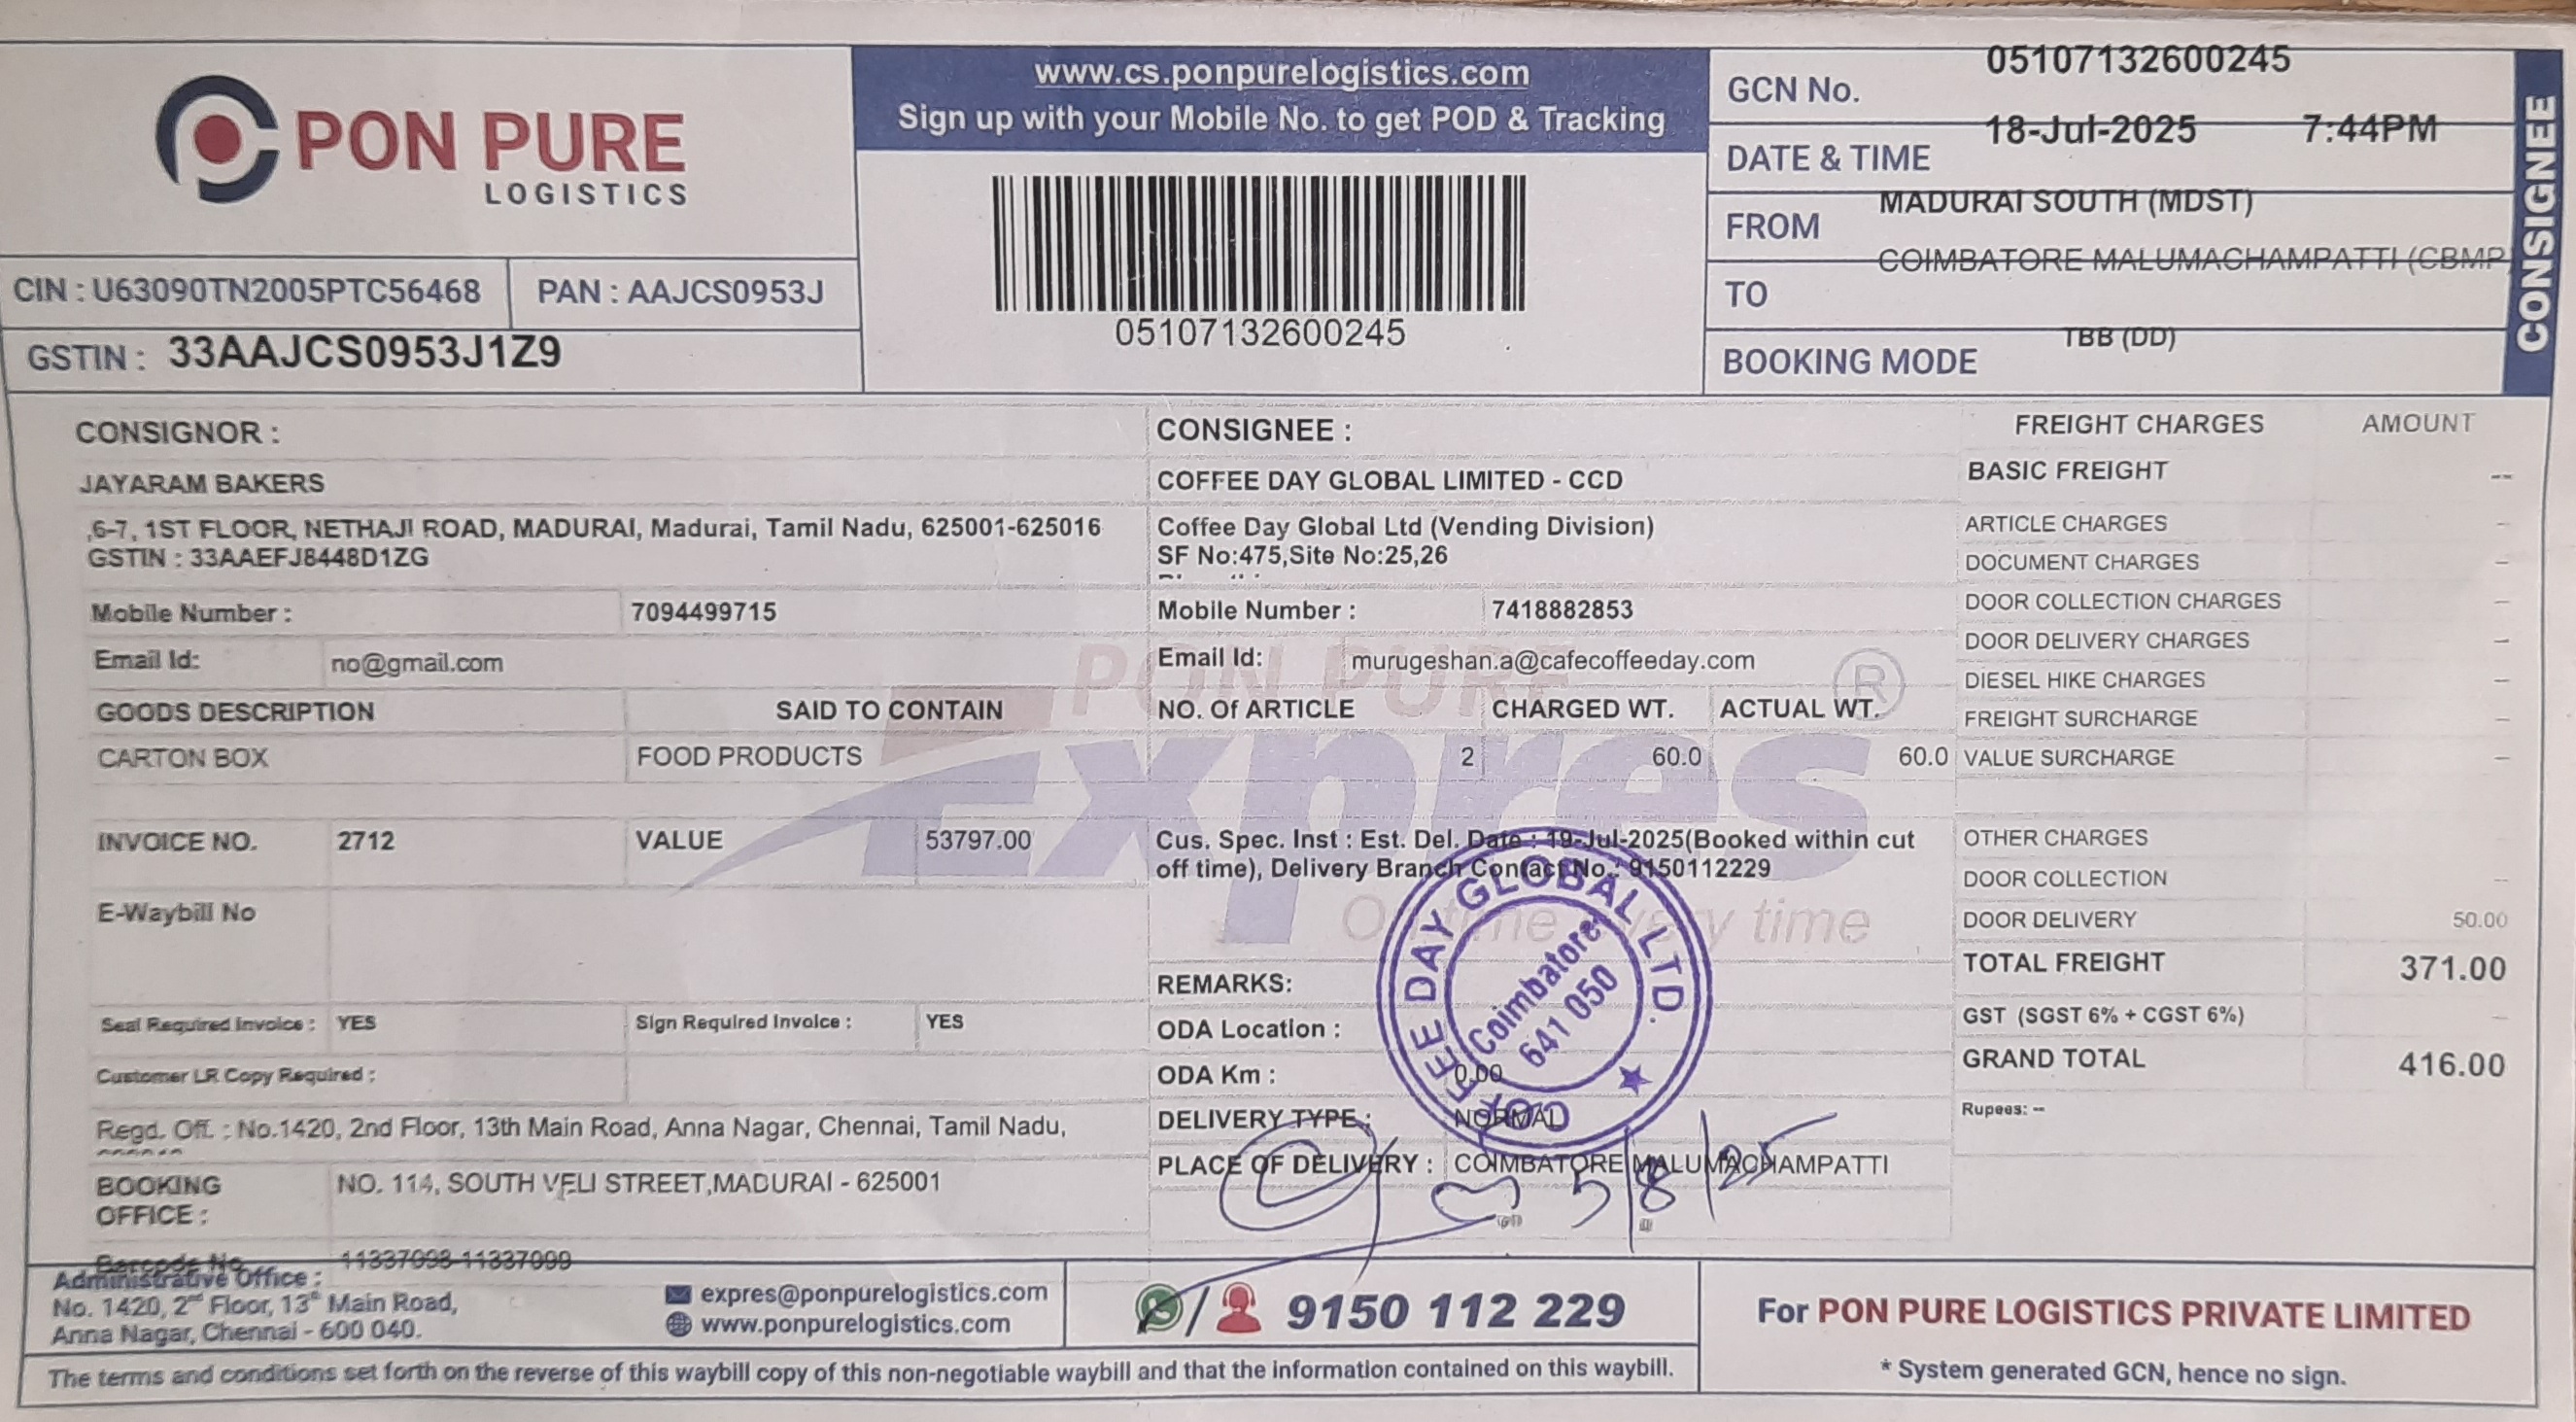 PON PURE
LOGISTICS
CIN : U63090TN2005PTC56468
PAN : AAJCS0953J
GSTIN : 33AAJCS0953J1Z9
www.cs.ponpurelogistics.com
Sign up with your Mobile No. to get POD & Tracking
05107132600245
GCN No. 05107132600245
DATE & TIME 18-Jul-2025 7:44PM
FROM MADURAI SOUTH (MDST)
TO COIMBATORE MALUMACHAMPATTI (CBMP
BOOKING MODE TBB (DD)
CONSIGNEE
CONSIGNOR :
JAYARAM BAKERS
,6-7, 1ST FLOOR, NETHAJI ROAD, MADURAI, Madurai, Tamil Nadu, 625001-625016
GSTIN : 33AAEFJ8448D1ZG
Mobile Number : 7094499715
Email Id: no@gmail.com
GOODS DESCRIPTION SAID TO CONTAIN
CARTON BOX FOOD PRODUCTS
INVOICE NO. 2712 VALUE 53797.00
E-Waybill No
Seal Required Invoice : YES Sign Required Invoice : YES
Customer LR Copy Required :
Regd. Off. : No.1420, 2nd Floor, 13th Main Road, Anna Nagar, Chennai, Tamil Nadu,
BOOKING OFFICE : NO. 114, SOUTH VELI STREET,MADURAI - 625001
Barcode No 11337098-11337099
CONSIGNEE :
COFFEE DAY GLOBAL LIMITED - CCD
Coffee Day Global Ltd (Vending Division)
SF No:475,Site No:25,26
Mobile Number : 7418882853
Email Id: murugeshan.a@cafecoffeeday.com
NO. Of ARTICLE CHARGED WT. ACTUAL WT.
2 60.0 60.0
PON PURE ®
Expres
On time every time
Cus. Spec. Inst : Est. Del. Date : 19-Jul-2025(Booked within cut
off time), Delivery Branch Contact No.: 9150112229
REMARKS:
ODA Location :
ODA Km : 0.00
DELIVERY TYPE : NORMAL
PLACE OF DELIVERY : COIMBATORE MALUMACHAMPATTI
COFFEE DAY GLOBAL LTD.
Coimbatore
641 050
5/8/25
FREIGHT CHARGES AMOUNT
BASIC FREIGHT --
ARTICLE CHARGES --
DOCUMENT CHARGES --
DOOR COLLECTION CHARGES --
DOOR DELIVERY CHARGES --
DIESEL HIKE CHARGES --
FREIGHT SURCHARGE --
VALUE SURCHARGE --
OTHER CHARGES --
DOOR COLLECTION --
DOOR DELIVERY 50.00
TOTAL FREIGHT 371.00
GST (SGST 6% + CGST 6%) --
GRAND TOTAL 416.00
Rupees: --
Administrative Office :
No. 1420, 2nd Floor, 13th Main Road,
Anna Nagar, Chennai - 600 040.
expres@ponpurelogistics.com
www.ponpurelogistics.com
/ 9150 112 229
For PON PURE LOGISTICS PRIVATE LIMITED
* System generated GCN, hence no sign.
The terms and conditions set forth on the reverse of this waybill copy of this non-negotiable waybill and that the information contained on this waybill.